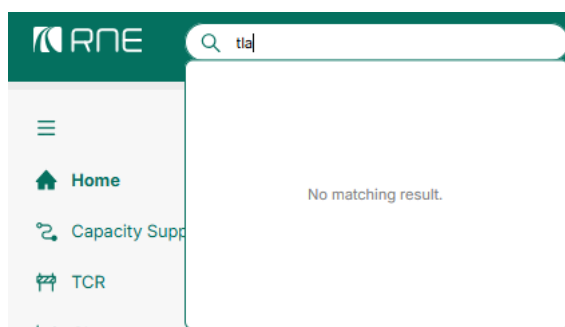 RNE
tla
Home
No matching result.
Capacity Supp
TCR